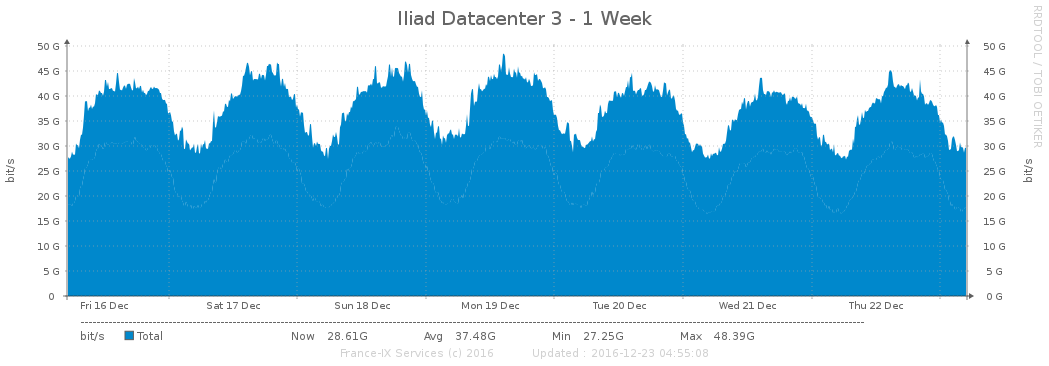 Iliad Datacenter 3 - 1 Week
RRDTOOL / TOBI OETIKER
50 G 50 G
45 G 45 G
40 G 40 G
35 G 35 G
30 G 30 G
25 G 25 G
20 G 20 G
15 G 15 G
10 G 10 G
5 G 5 G
0 0 G
bit/s
bit/s
Fri 16 Dec Sat 17 Dec Sun 18 Dec Mon 19 Dec Tue 20 Dec Wed 21 Dec Thu 22 Dec
bit/s Total Now 28.61G Avg 37.48G Min 27.25G Max 48.39G
France-IX Services (c) 2016 Updated : 2016-12-23 04:55:08